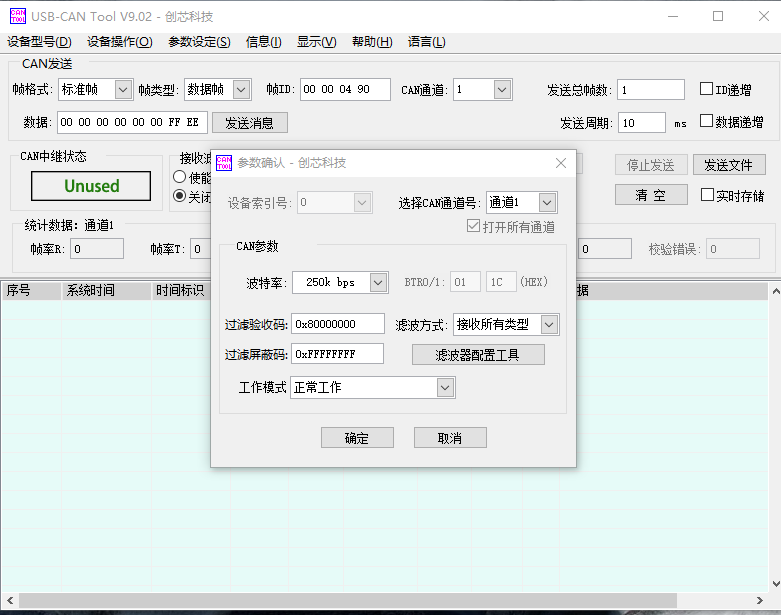 USB-CAN Tool V9.02 - 创芯科技
设备型号(D) 设备操作(O) 参数设定(S) 信息(I) 显示(V) 帮助(H) 语言(L)
CAN发送
帧格式: 标准帧 帧类型: 数据帧 帧ID: 00 00 04 90 CAN通道: 1 发送总帧数: 1 ID递增
数据: 00 00 00 00 00 00 FF EE 发送消息 发送周期: 10 ms 数据递增
CAN中继状态
Unused
接收滤
使能
关闭
停止发送 发送文件
清 空 实时存储
统计数据: 通道1
帧率R: 0 帧率T: 0 0 校验错误: 0
序号 系统时间 时间标识 据
CAN TOOL 参数确认 - 创芯科技
设备索引号: 0 选择CAN通道号: 通道1
打开所有通道
CAN参数
波特率: 250k bps BTR0/1: 01 1C (HEX)
过滤验收码: 0x80000000 滤波方式: 接收所有类型
过滤屏蔽码: 0xFFFFFFFF 滤波器配置工具
工作模式 正常工作
确定 取消